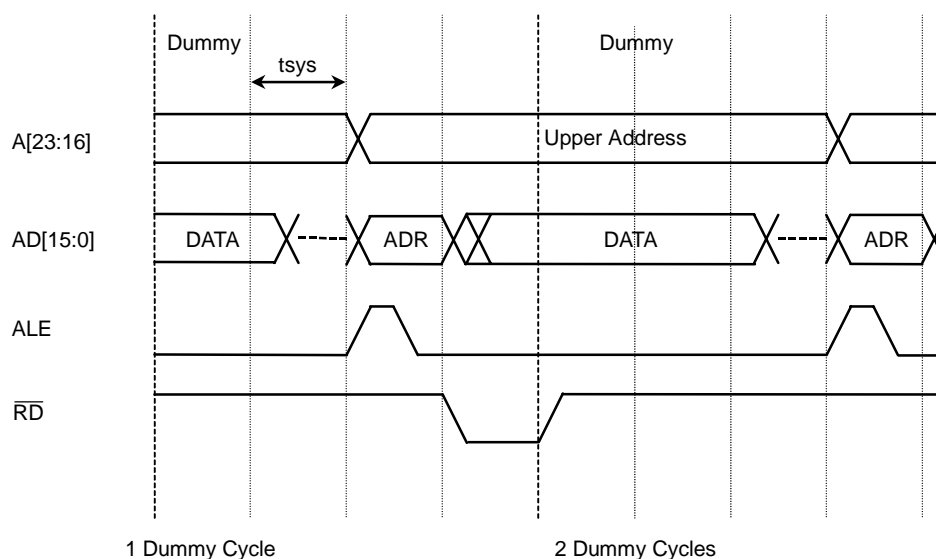 Dummy Dummy
tsys
A[23:16] Upper Address
AD[15:0] DATA ADR DATA ADR
ALE
RD
1 Dummy Cycle 2 Dummy Cycles